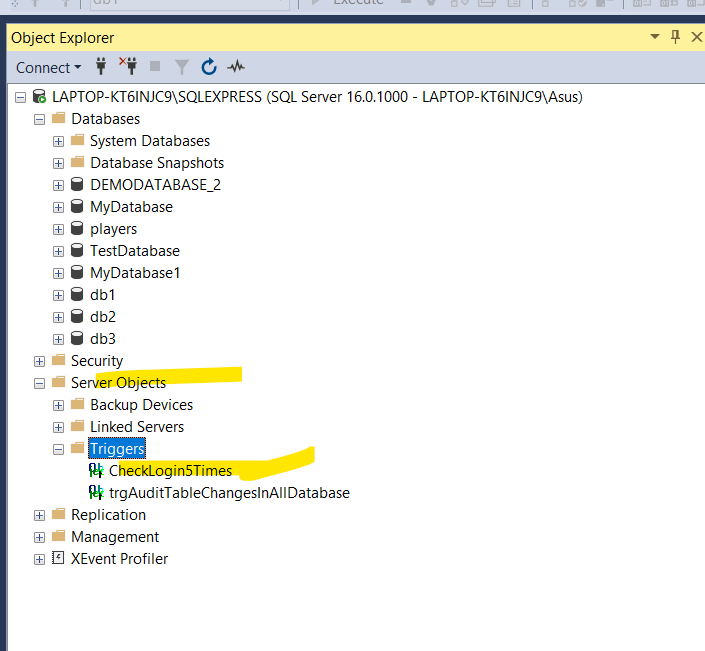 db1
Execute
Object Explorer
Connect
LAPTOP-KT6INJC9\SQLEXPRESS (SQL Server 16.0.1000 - LAPTOP-KT6INJC9\Asus)
Databases
System Databases
Database Snapshots
DEMODATABASE_2
MyDatabase
players
TestDatabase
MyDatabase1
db1
db2
db3
Security
Server Objects
Backup Devices
Linked Servers
Triggers
CheckLogin5Times
trgAuditTableChangesInAllDatabase
Replication
Management
XEvent Profiler